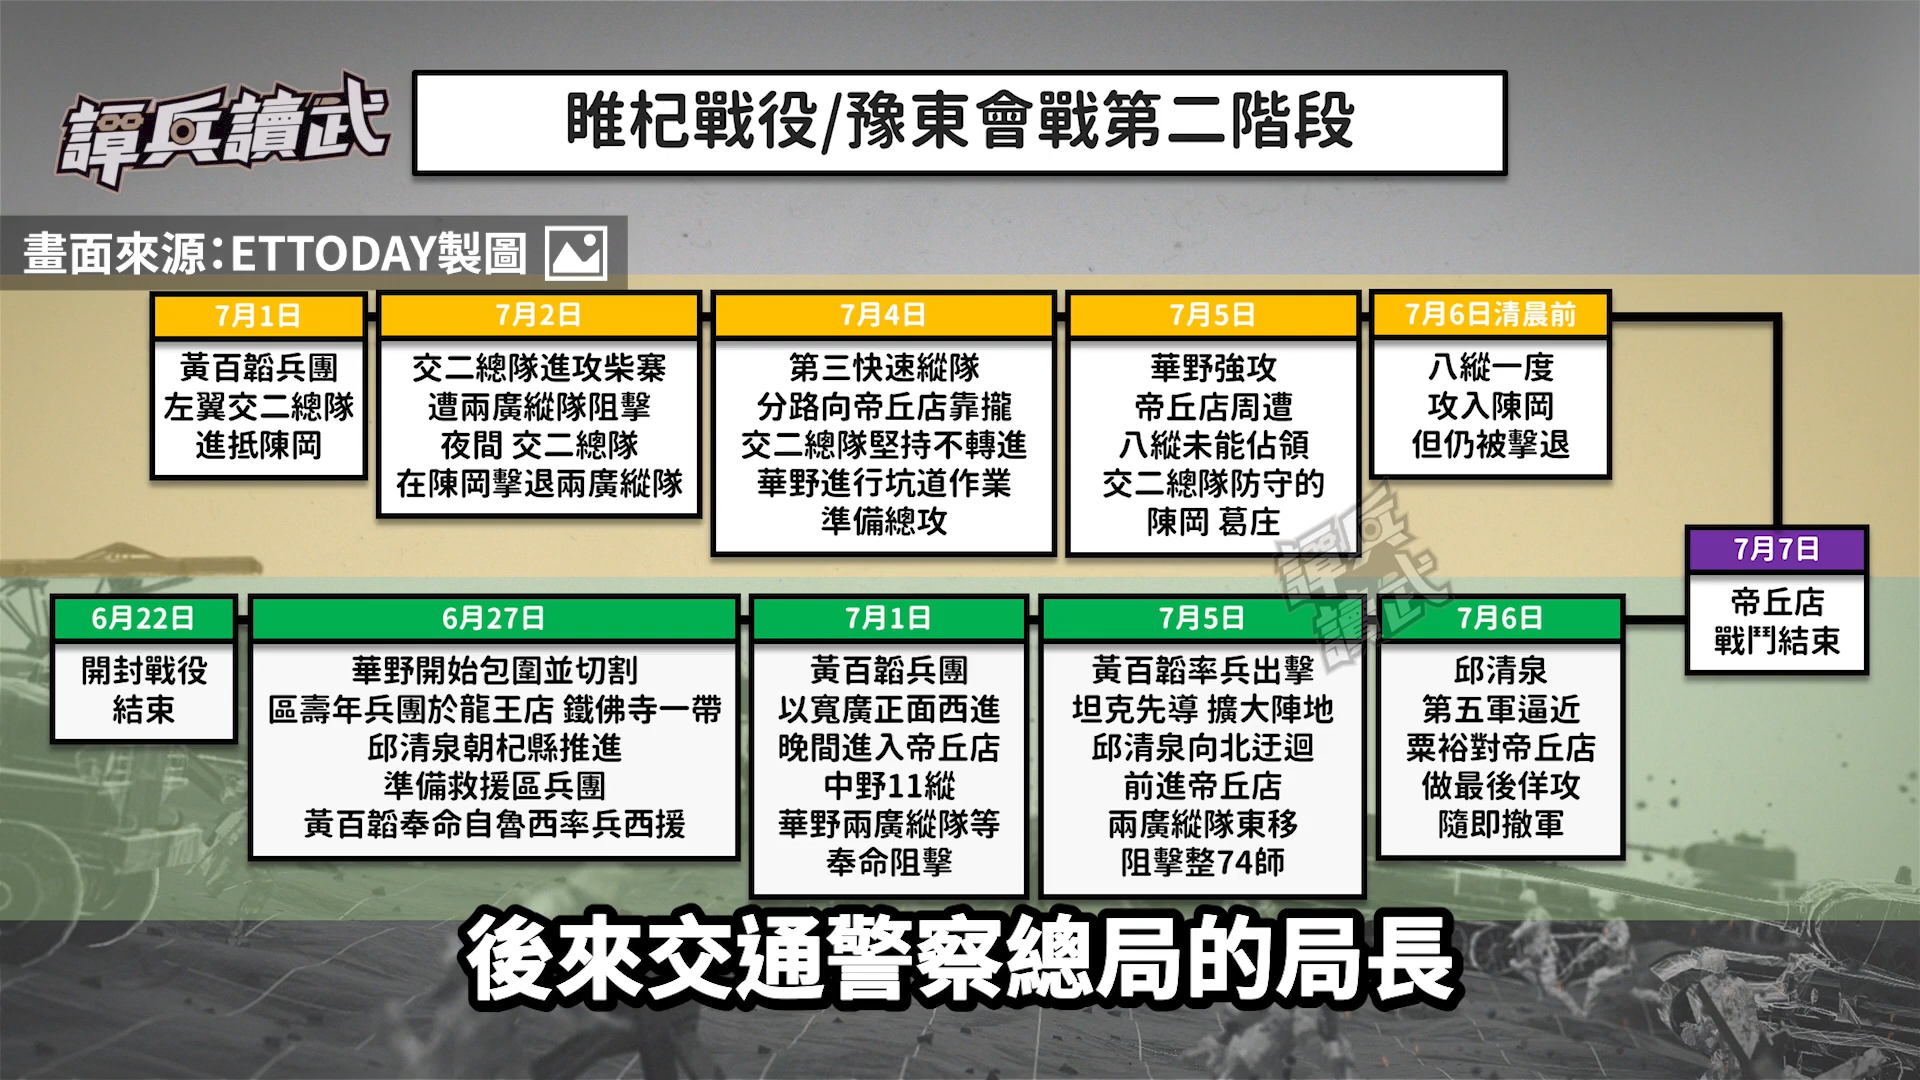 譚兵讀武
睢杞戰役/豫東會戰第二階段
畫面來源:ETTODAY製圖
7月1日
黃百韜兵團
左翼交二總隊
進抵陳岡
7月2日
交二總隊進攻柴寨
遭兩廣縱隊阻擊
夜間 交二總隊
在陳岡擊退兩廣縱隊
7月4日
第三快速縱隊
分路向帝丘店靠攏
交二總隊堅持不轉進
華野進行坑道作業
準備總攻
7月5日
華野強攻
帝丘店周遭
八縱未能佔領
交二總隊防守的
陳岡 葛庄
7月6日清晨前
八縱一度
攻入陳岡
但仍被擊退
7月7日
帝丘店
戰鬥結束
6月22日
開封戰役
結束
6月27日
華野開始包圍並切割
區壽年兵團於龍王店 鐵佛寺一帶
邱清泉朝杞縣推進
準備救援區兵團
黃百韜奉命自魯西率兵西援
7月1日
黃百韜兵團
以寬廣正面西進
晚間進入帝丘店
中野11縱
華野兩廣縱隊等
奉命阻擊
7月5日
黃百韜率兵出擊
坦克先導 擴大陣地
邱清泉向北迂迴
前進帝丘店
兩廣縱隊東移
阻擊整74師
7月6日
邱清泉
第五軍逼近
粟裕對帝丘店
做最後佯攻
隨即撤軍
譚兵
讀武
後來交通警察總局的局長